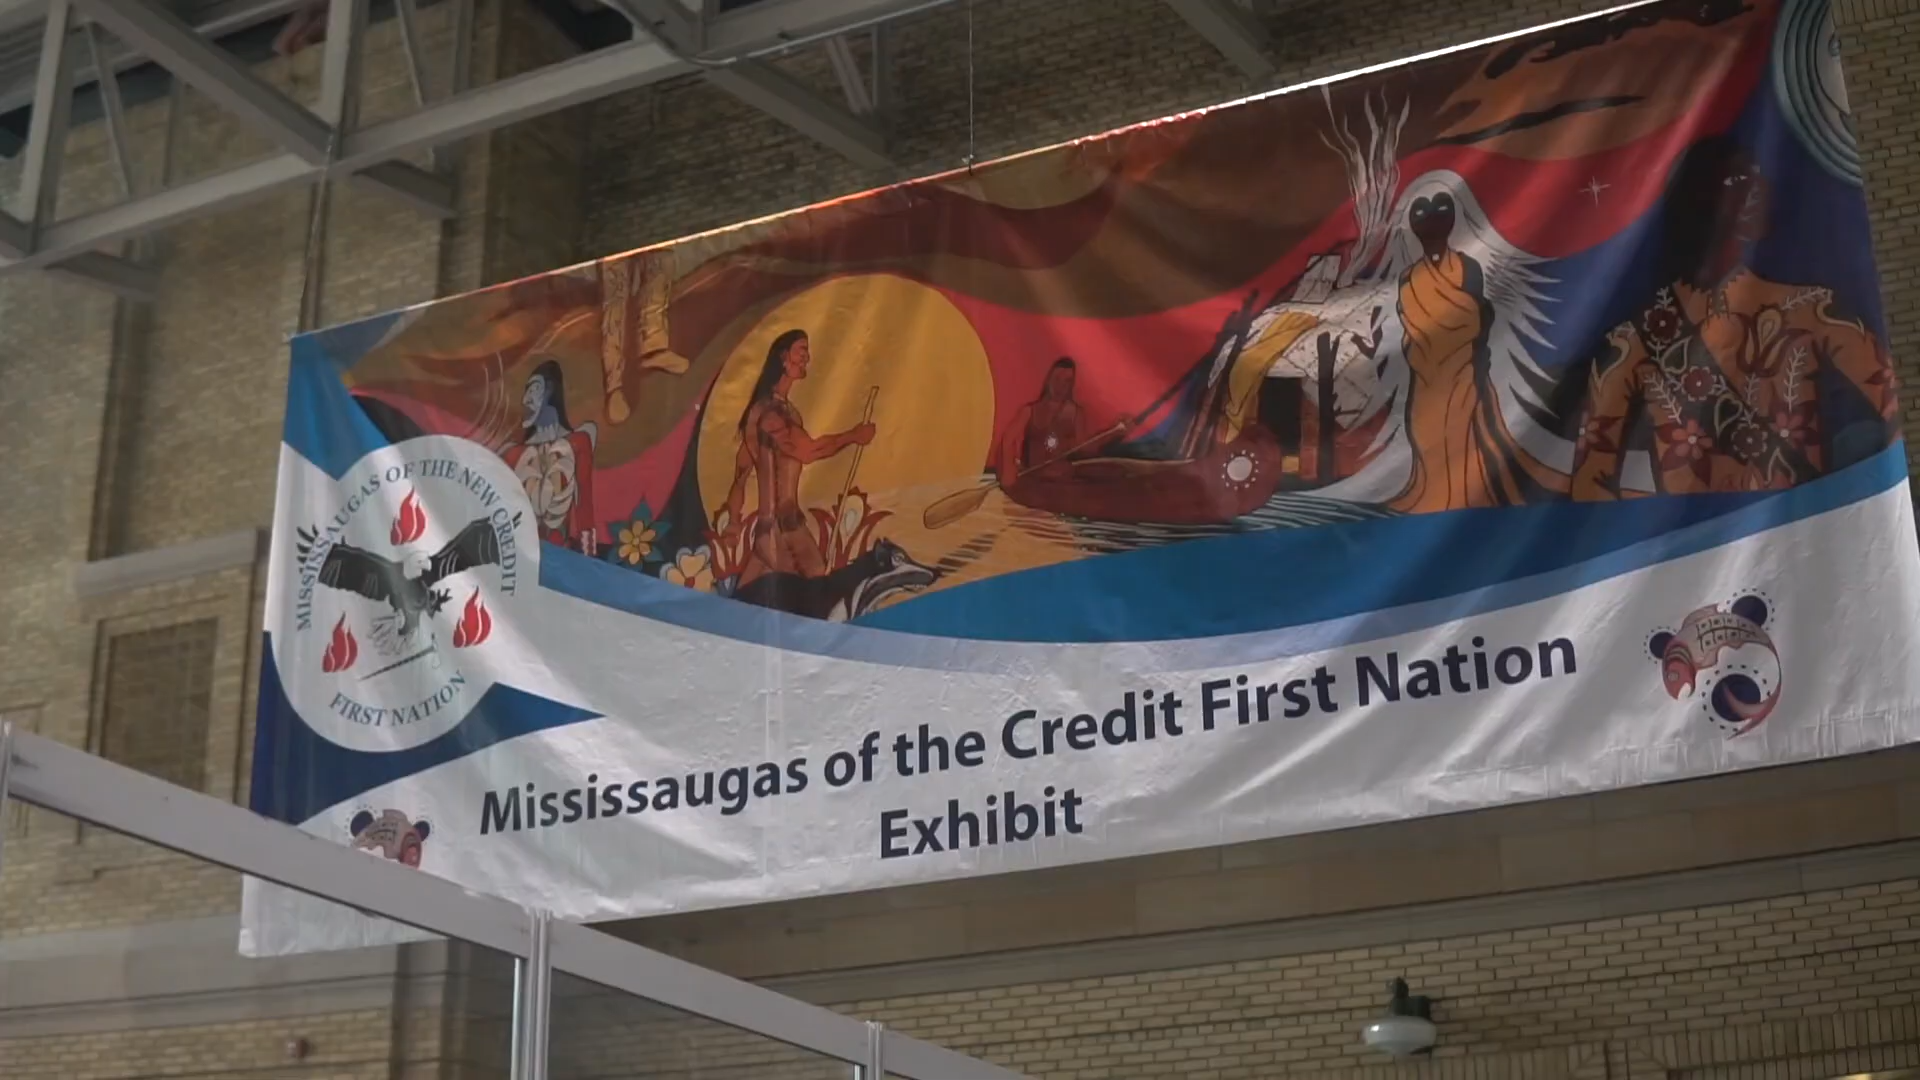 MISSISSAUGAS OF THE NEW CREDIT
FIRST NATION
Mississaugas of the Credit First Nation
Exhibit